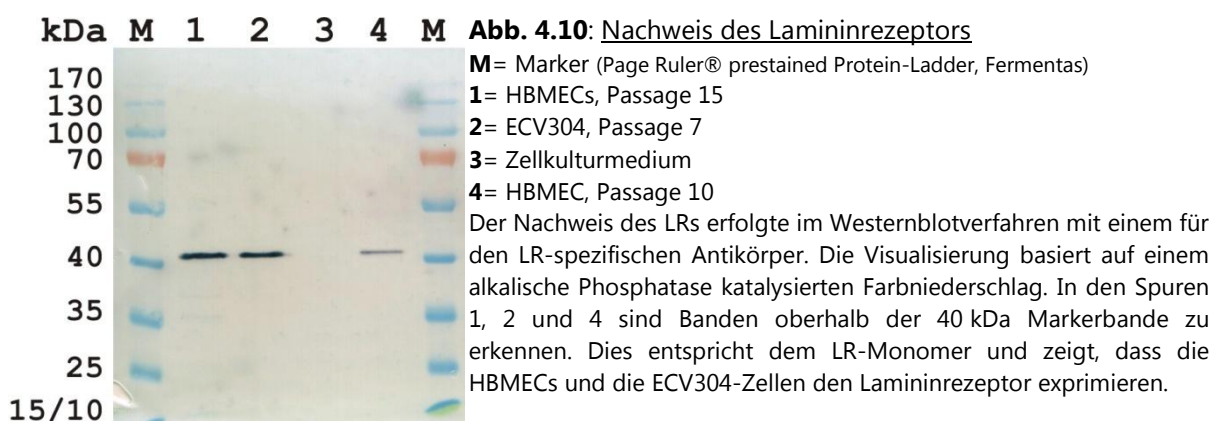 kDa M 1 2 3 4 M
170
130
100
70
55
40
35
25
15/10
Abb. 4.10: Nachweis des Lamininrezeptors
M= Marker (Page Ruler® prestained Protein-Ladder, Fermentas)
1= HBMECs, Passage 15
2= ECV304, Passage 7
3= Zellkulturmedium
4= HBMEC, Passage 10
Der Nachweis des LRs erfolgte im Westernblotverfahren mit einem für
den LR-spezifischen Antikörper. Die Visualisierung basiert auf einem
alkalische Phosphatase katalysierten Farbniederschlag. In den Spuren
1, 2 und 4 sind Banden oberhalb der 40 kDa Markerbande zu
erkennen. Dies entspricht dem LR-Monomer und zeigt, dass die
HBMECs und die ECV304-Zellen den Lamininrezeptor exprimieren.